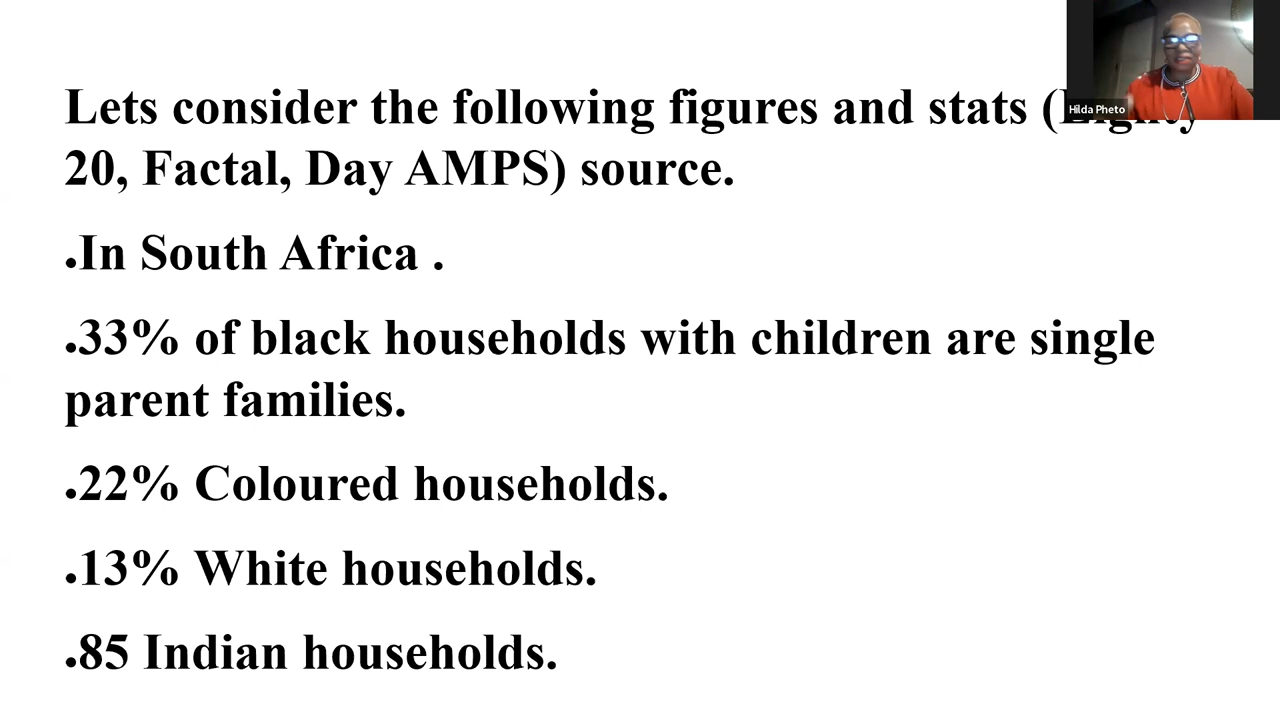 Lets consider the following figures and stats (
20, Factal, Day AMPS) source.
.In South Africa .
.33% of black households with children are single
parent families.
.22% Coloured households.
.13% White households.
.85 Indian households.
Hilda Pheto